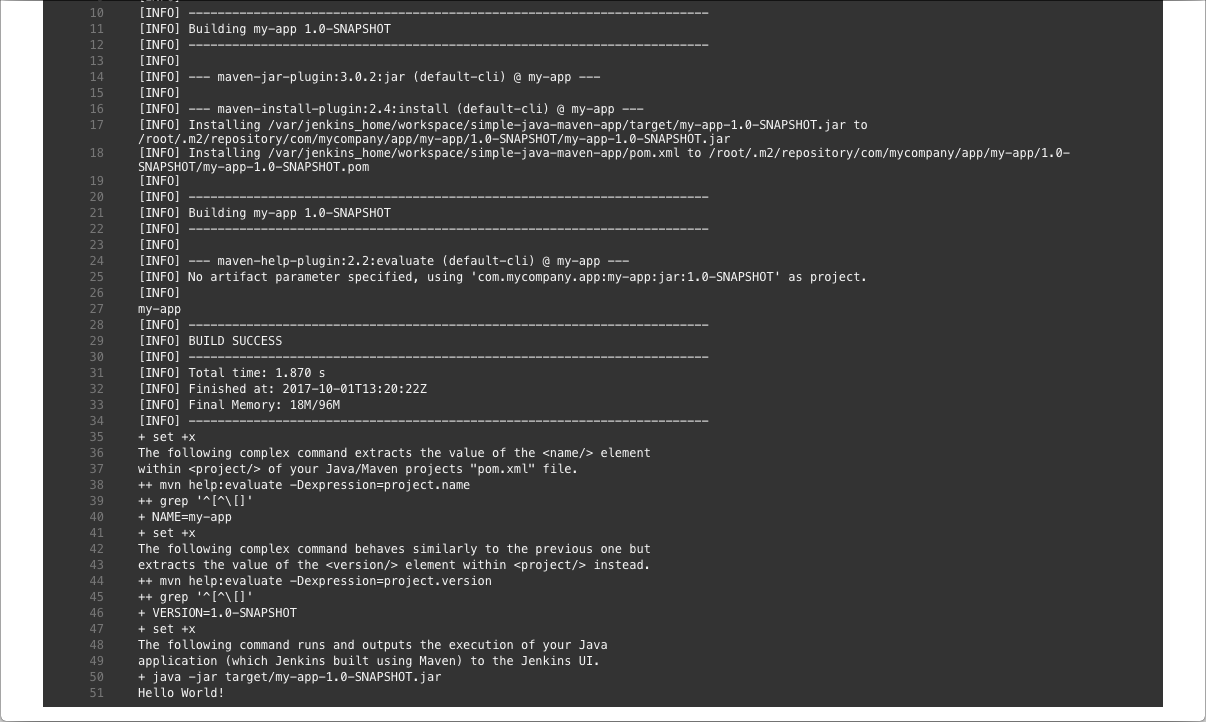 10 [INFO] ------------------------------------------------------------------------
11 [INFO] Building my-app 1.0-SNAPSHOT
12 [INFO] ------------------------------------------------------------------------
13 [INFO]
14 [INFO] --- maven-jar-plugin:3.0.2:jar (default-cli) @ my-app ---
15 [INFO]
16 [INFO] --- maven-install-plugin:2.4:install (default-cli) @ my-app ---
17 [INFO] Installing /var/jenkins_home/workspace/simple-java-maven-app/target/my-app-1.0-SNAPSHOT.jar to
/root/.m2/repository/com/mycompany/app/my-app/1.0-SNAPSHOT/my-app-1.0-SNAPSHOT.jar
18 [INFO] Installing /var/jenkins_home/workspace/simple-java-maven-app/pom.xml to /root/.m2/repository/com/mycompany/app/my-app/1.0-
SNAPSHOT/my-app-1.0-SNAPSHOT.pom
19 [INFO]
20 [INFO] ------------------------------------------------------------------------
21 [INFO] Building my-app 1.0-SNAPSHOT
22 [INFO] ------------------------------------------------------------------------
23 [INFO]
24 [INFO] --- maven-help-plugin:2.2:evaluate (default-cli) @ my-app ---
25 [INFO] No artifact parameter specified, using 'com.mycompany.app:my-app:jar:1.0-SNAPSHOT' as project.
26 [INFO]
27 my-app
28 [INFO] ------------------------------------------------------------------------
29 [INFO] BUILD SUCCESS
30 [INFO] ------------------------------------------------------------------------
31 [INFO] Total time: 1.870 s
32 [INFO] Finished at: 2017-10-01T13:20:22Z
33 [INFO] Final Memory: 18M/96M
34 [INFO] ------------------------------------------------------------------------
35 + set +x
36 The following complex command extracts the value of the <name/> element
37 within <project/> of your Java/Maven projects "pom.xml" file.
38 ++ mvn help:evaluate -Dexpression=project.name
39 ++ grep '^[^\[]'
40 + NAME=my-app
41 + set +x
42 The following complex command behaves similarly to the previous one but
43 extracts the value of the <version/> element within <project/> instead.
44 ++ mvn help:evaluate -Dexpression=project.version
45 ++ grep '^[^\[]'
46 + VERSION=1.0-SNAPSHOT
47 + set +x
48 The following command runs and outputs the execution of your Java
49 application (which Jenkins built using Maven) to the Jenkins UI.
50 + java -jar target/my-app-1.0-SNAPSHOT.jar
51 Hello World!